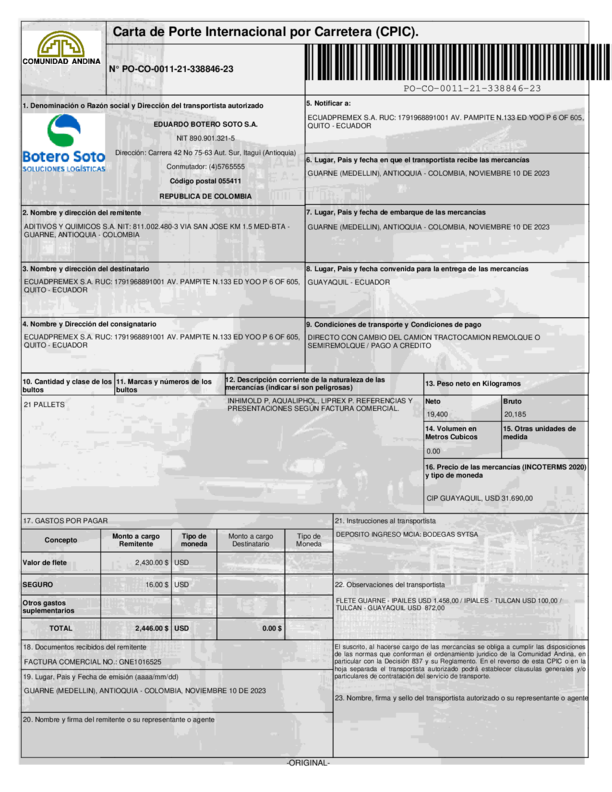 Carta de Porte Internacional por Carretera (CPIC).
COMUNIDAD ANDINA
N° PO-CO-0011-21-338846-23
PO-CO-0011-21-338846-23
1. Denominación o Razón social y Dirección del transportista autorizado
Botero Soto
SOLUCIONES LOGÍSTICAS
EDUARDO BOTERO SOTO S.A.
NIT 890.901.321-5
Dirección: Carrera 42 No 75-63 Aut. Sur, Itagui (Antioquia)
Conmutador: (4)5765555
Código postal 055411
REPUBLICA DE COLOMBIA
5. Notificar a:
ECUADPREMEX S.A. RUC: 1791968891001 AV. PAMPITE N.133 ED YOO P 6 OF 605,
QUITO - ECUADOR
6. Lugar, Pais y fecha en que el transportista recibe las mercancías
GUARNE (MEDELLIN), ANTIOQUIA - COLOMBIA, NOVIEMBRE 10 DE 2023
2. Nombre y dirección del remitente
ADITIVOS Y QUIMICOS S.A. NIT: 811.002.480-3 VIA SAN JOSE KM 1.5 MED-BTA -
GUARNE, ANTIOQUIA - COLOMBIA
7. Lugar, Pais y fecha de embarque de las mercancías
GUARNE (MEDELLIN), ANTIOQUIA - COLOMBIA, NOVIEMBRE 10 DE 2023
3. Nombre y dirección del destinatario
ECUADPREMEX S.A. RUC: 1791968891001 AV. PAMPITE N.133 ED YOO P 6 OF 605,
QUITO - ECUADOR
8. Lugar, Pais y fecha convenida para la entrega de las mercancías
GUAYAQUIL - ECUADOR
4. Nombre y Dirección del consignatario
ECUADPREMEX S.A. RUC: 1791968891001 AV. PAMPITE N.133 ED YOO P 6 OF 605,
QUITO - ECUADOR
9. Condiciones de transporte y Condiciones de pago
DIRECTO CON CAMBIO DEL CAMION TRACTOCAMION REMOLQUE O
SEMIREMOLQUE / PAGO A CREDITO
10. Cantidad y clase de los
bultos
21 PALLETS
11. Marcas y números de los
bultos
12. Descripción corriente de la naturaleza de las
mercancías (indicar si son peligrosas)
INHIMOLD P, AQUALIPHOL, LIPREX P. REFERENCIAS Y
PRESENTACIONES SEGÚN FACTURA COMERCIAL.
13. Peso neto en Kilogramos
Neto
19,400
Bruto
20,185
14. Volumen en
Metros Cubicos
0.00
15. Otras unidades de
medida
16. Precio de las mercancías (INCOTERMS 2020)
y tipo de moneda
CIP GUAYAQUIL, USD 31.690,00
17. GASTOS POR PAGAR
Concepto
Monto a cargo
Remitente
Tipo de
moneda
Monto a cargo
Destinatario
Tipo de
Moneda
Valor de flete
2,430.00 $
USD
SEGURO
16.00 $
USD
Otros gastos
suplementarios
TOTAL
2,446.00 $
USD
0.00 $
21. Instrucciones al transportista
DEPOSITO INGRESO MCIA: BODEGAS SYTSA
22. Observaciones del transportista
FLETE GUARNE - IPAILES USD 1.458,00 / IPIALES - TULCAN USD 100,00 /
TULCAN - GUAYAQUIL USD 872,00
18. Documentos recibidos del remitente
FACTURA COMERCIAL NO.: GNE1016525
19. Lugar, Pais y Fecha de emisión (aaaa/mm/dd)
GUARNE (MEDELLIN), ANTIOQUIA - COLOMBIA, NOVIEMBRE 10 DE 2023
20. Nombre y firma del remitente o su representante o agente
El suscrito, al hacerse cargo de las mercancías se obliga a cumplir las disposiciones
de las normas que conforman el ordenamiento jurídico de la Comunidad Andina, en
particular con la Decisión 837 y su Reglamento. En el reverso de esta CPIC o en la
hoja separada el transportista autorizado podrá establecer clausulas generales y/o
particulares de contratación del servicio de transporte.
23. Nombre, firma y sello del transportista autorizado o su representante o agente
-ORIGINAL-